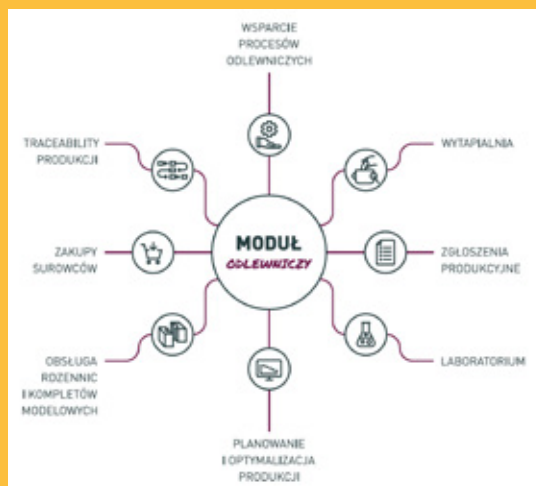 WSPARCIE
PROCESÓW
ODLEWNICZYCH
TRACEABILITY
PRODUKCJI
WYTAPIALNIA
MODUŁ
ODLEWNICZY
ZAKUPY
SUROWCÓW
ZGŁOSZENIA
PRODUKCYJNE
OBSŁUGA
RDZENNIC
I KOMPLETÓW
MODELOWYCH
LABORATORIUM
PLANOWANIE
I OPTYMALIZACJA
PRODUKCJI